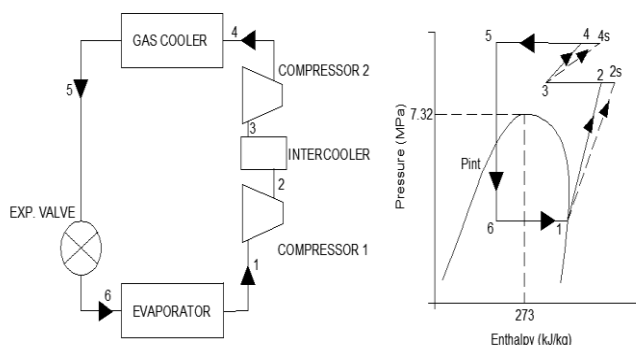 GAS COOLER
4
COMPRESSOR 2
5
3
INTERCOOLER
2
EXP. VALVE
COMPRESSOR 1
1
6
EVAPORATOR
Pressure (MPa)
5
4
4s
3
2
2s
7.32
Pint
6
1
273
Enthalpy (kJ/kg)